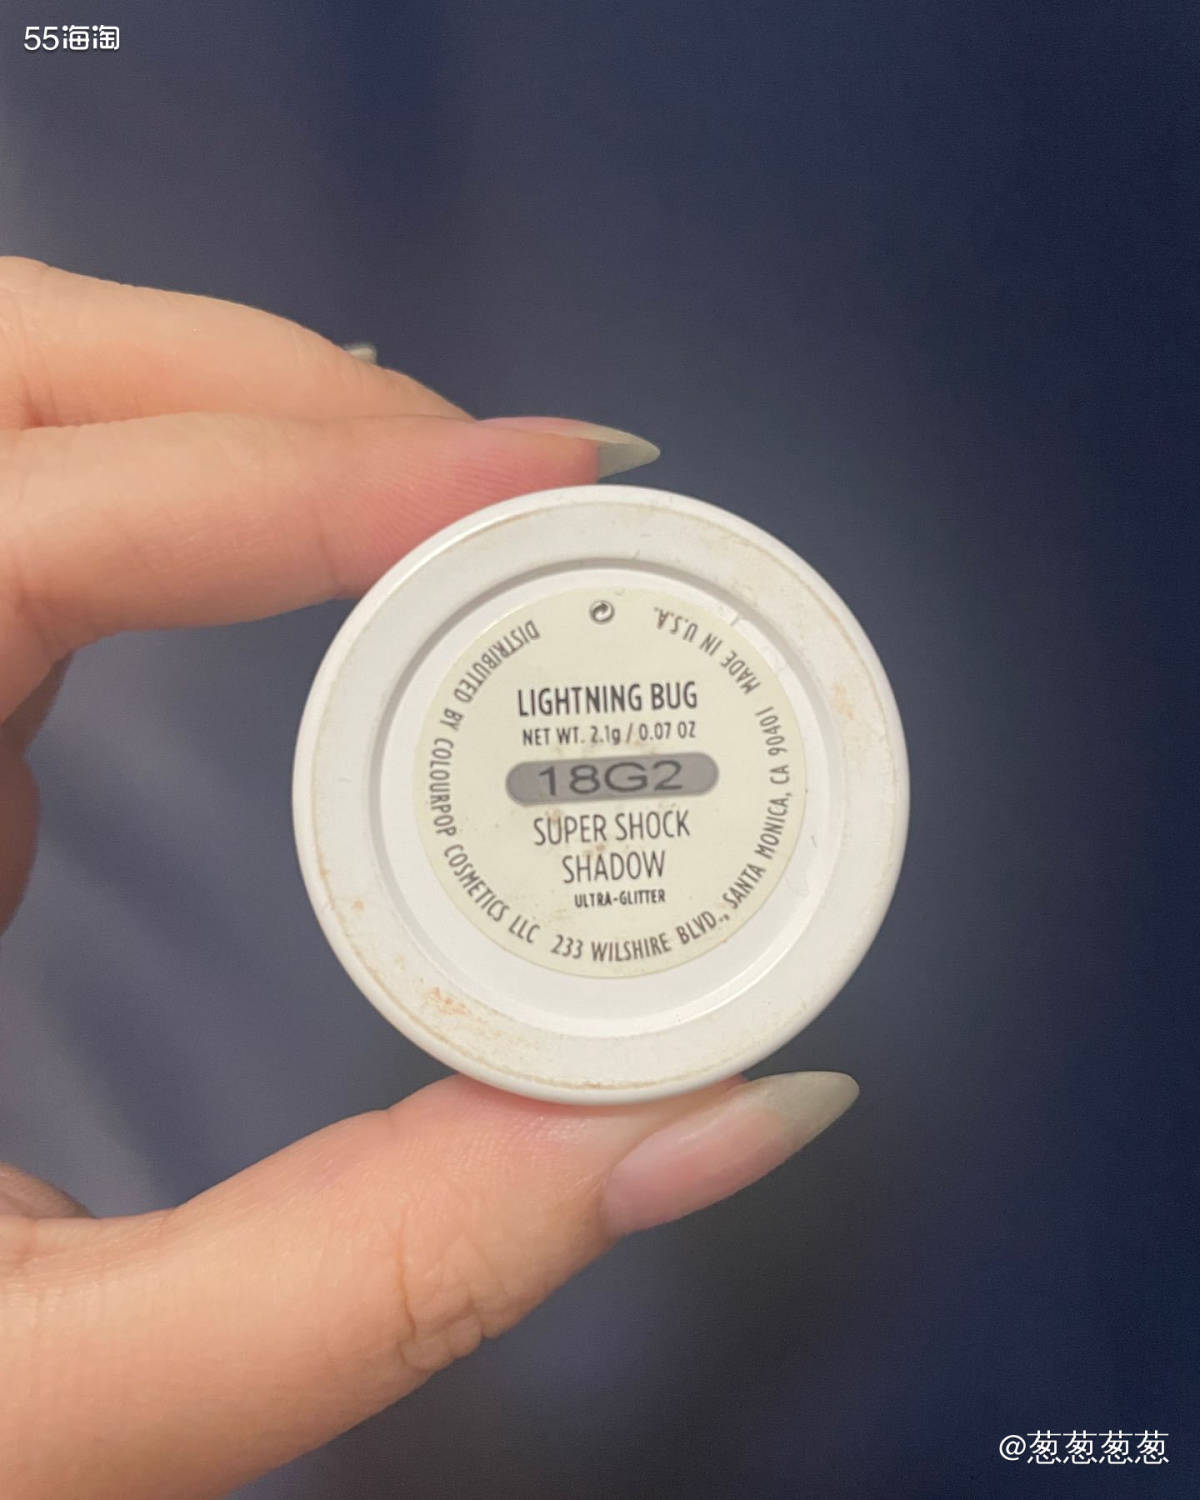 55海淘
DISTRIBUTED BY COLOURPOP COSMETICS LLC 233 WILSHIRE BLVD., SANTA MONICA, CA 90401 MADE IN U.S.A.
LIGHTNING BUG
NET WT. 2.1g / 0.07 OZ
18G2
SUPER SHOCK
SHADOW
ULTRA-GLITTER
@葱葱葱葱